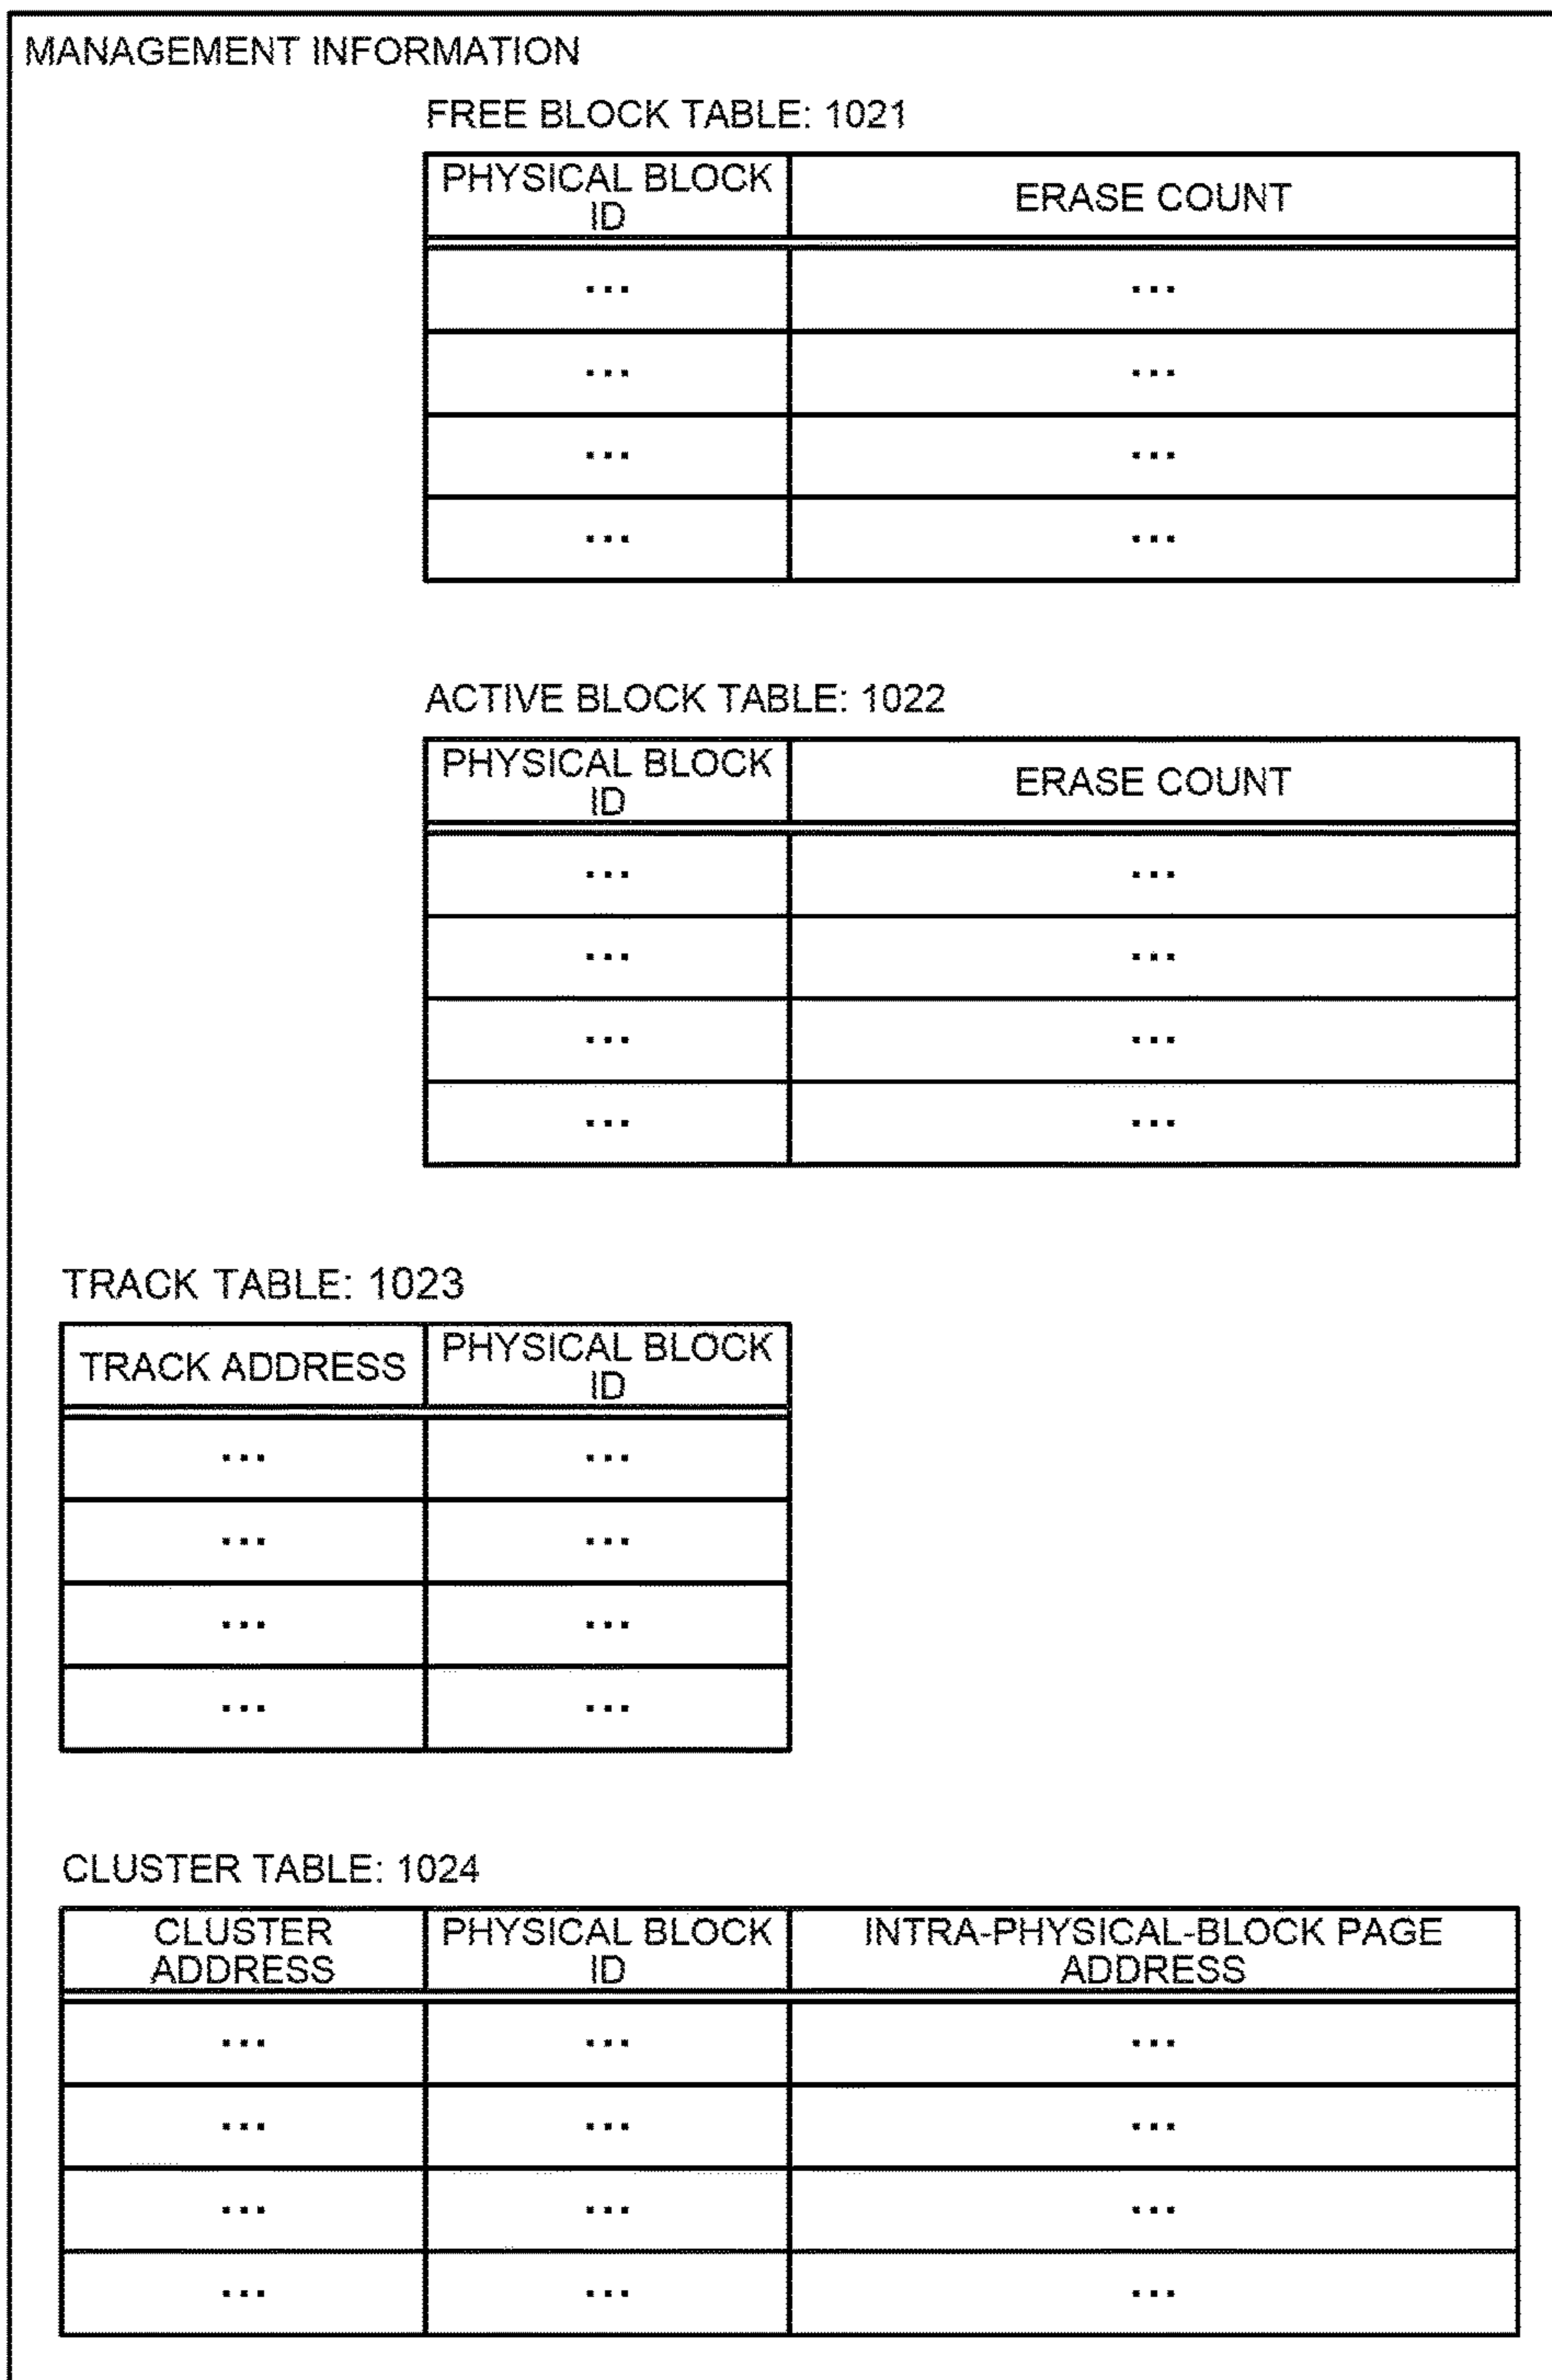 MANAGEMENT INFORMATION
FREE BLOCK TABLE: 1021
PHYSICAL BLOCK
ID
ERASE COUNT
... ...
... ...
... ...
... ...
ACTIVE BLOCK TABLE: 1022
PHYSICAL BLOCK
ID
ERASE COUNT
... ...
... ...
... ...
... ...
TRACK TABLE: 1023
TRACK ADDRESS
PHYSICAL BLOCK
ID
... ...
... ...
... ...
... ...
CLUSTER TABLE: 1024
CLUSTER
ADDRESS
PHYSICAL BLOCK
ID
INTRA-PHYSICAL-BLOCK PAGE
ADDRESS
... ... ...
... ... ...
... ... ...
... ... ...